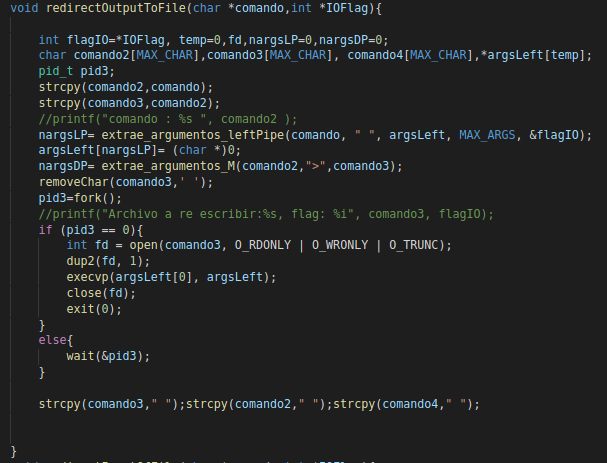 void redirectOutputToFile(char *comando,int *IOFlag){
int flagIO=*IOFlag, temp=0,fd,nargsLP=0,nargsDP=0;
char comando2[MAX_CHAR],comando3[MAX_CHAR], comando4[MAX_CHAR],*argsLeft[temp];
pid_t pid3;
strcpy(comando2,comando);
strcpy(comando3,comando2);
//printf("comando : %s ", comando2 );
nargsLP= extrae_argumentos_leftPipe(comando, " ", argsLeft, MAX_ARGS, &flagIO);
argsLeft[nargsLP]= (char *)0;
nargsDP= extrae_argumentos_M(comando2,">",comando3);
removeChar(comando3,' ');
pid3=fork();
//printf("Archivo a re escribir:%s, flag: %i", comando3, flagIO);
if (pid3 == 0){
int fd = open(comando3, O_RDONLY | O_WRONLY | O_TRUNC);
dup2(fd, 1);
execvp(argsLeft[0], argsLeft);
close(fd);
exit(0);
}
else{
wait(&pid3);
}
strcpy(comando3," ");strcpy(comando2," ");strcpy(comando4," ");
}